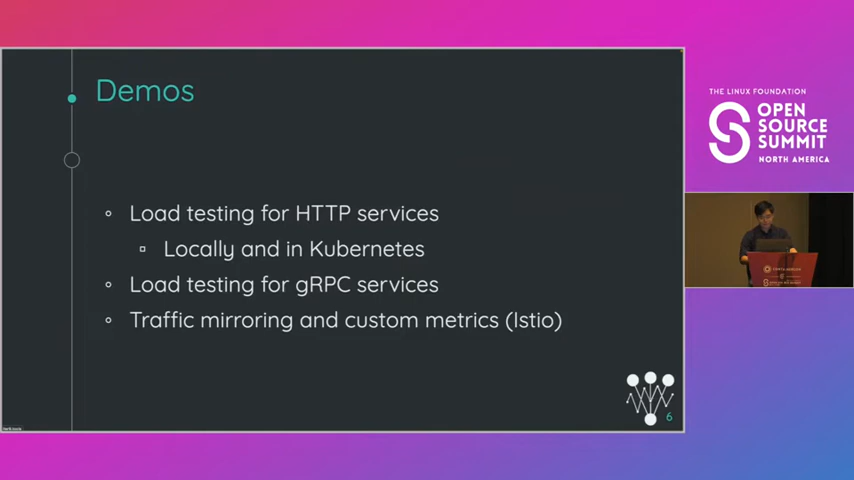 Demos
Load testing for HTTP services
Locally and in Kubernetes
Load testing for gRPC services
Traffic mirroring and custom metrics (Istio)
6
THE LINUX FOUNDATION
OPEN
SOURCE
SUMMIT
NORTH AMERICA